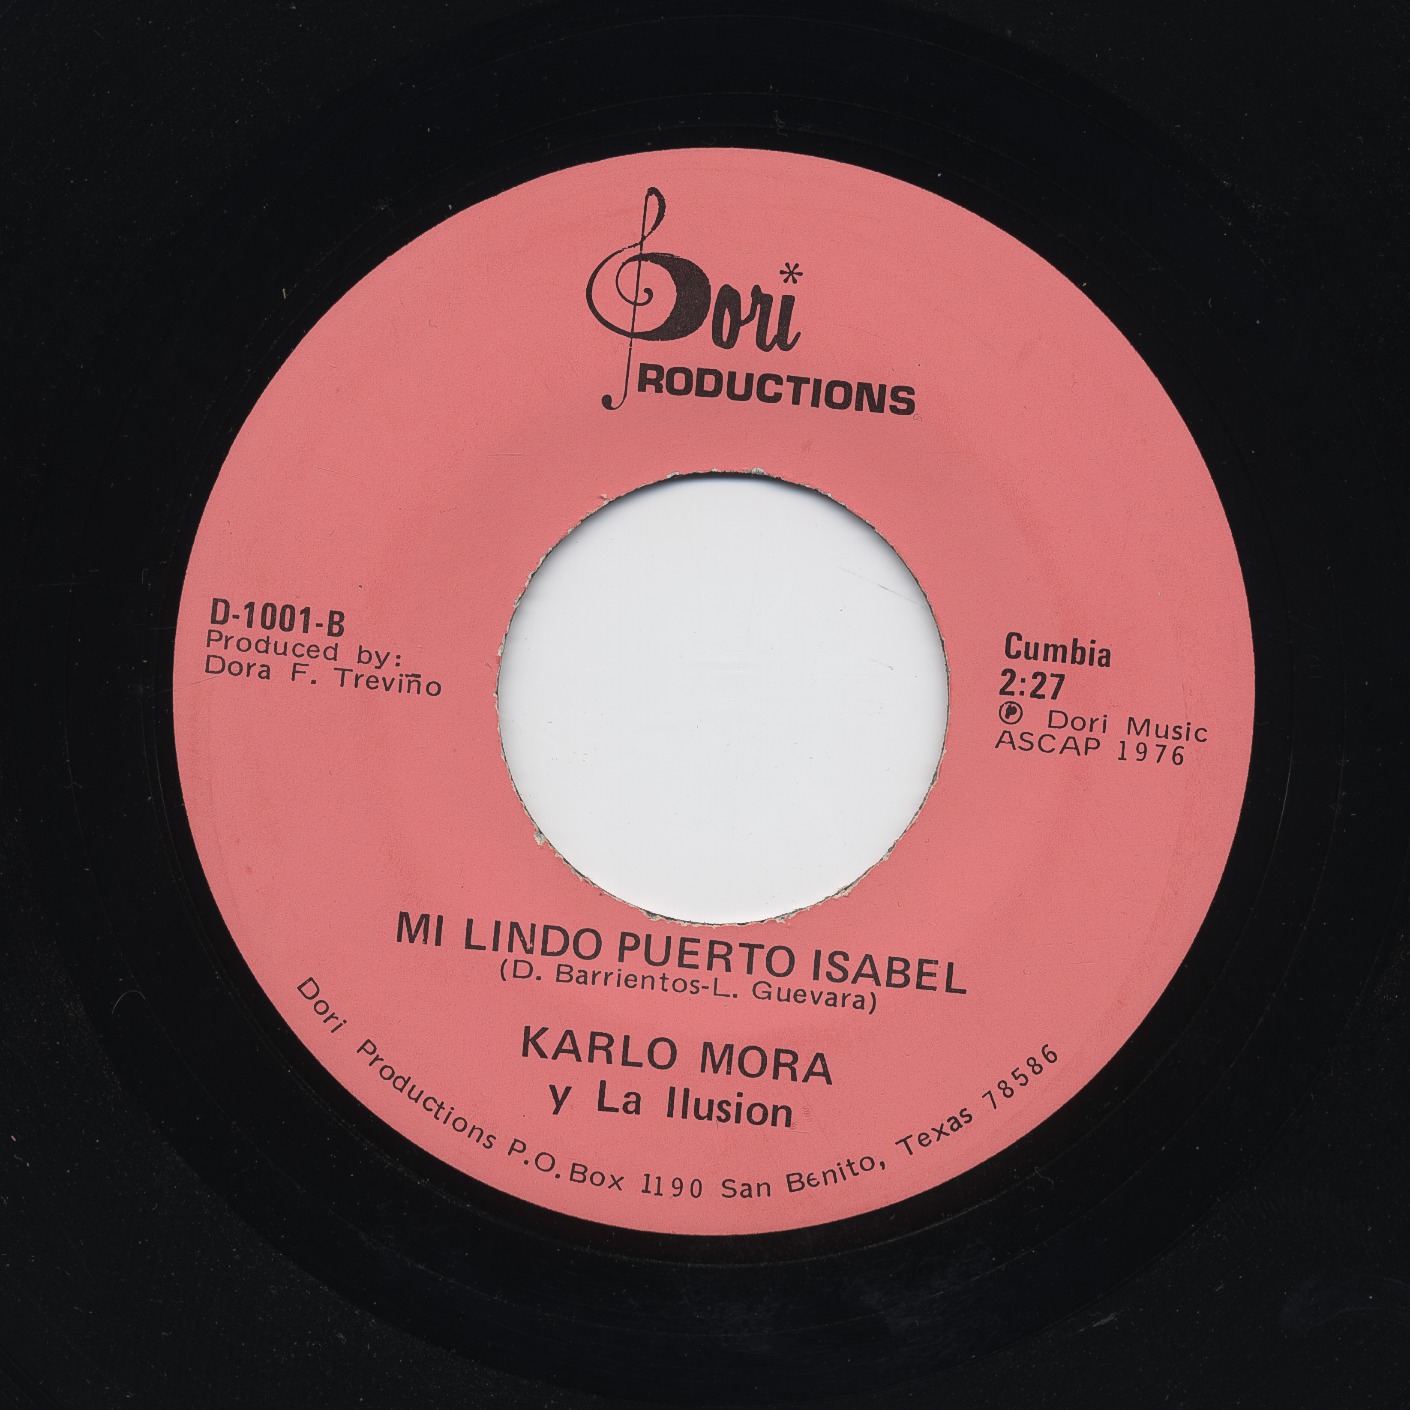 Dori
PRODUCTIONS
D-1001-B
Produced by:
Dora F. Treviño
Cumbia
2:27
℗ Dori Music
ASCAP 1976
MI LINDO PUERTO ISABEL
(D. Barrientos-L. Guevara)
KARLO MORA
y La Ilusion
Dori Productions P.O. Box 1190 San Benito, Texas 78586